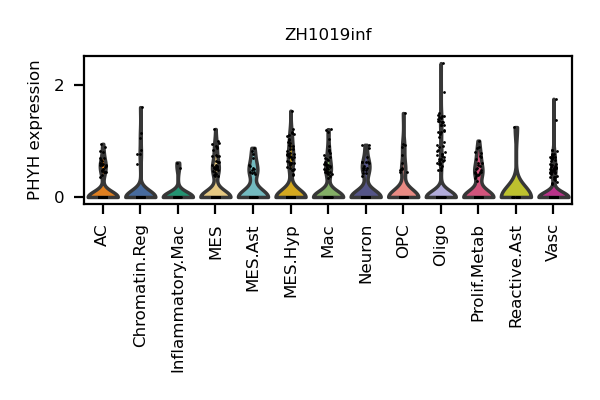 ZH1019inf
PHYH expression
2
0
AC
Chromatin.Reg
Inflammatory.Mac
MES
MES.Ast
MES.Hyp
Mac
Neuron
OPC
Oligo
Prolif.Metab
Reactive.Ast
Vasc